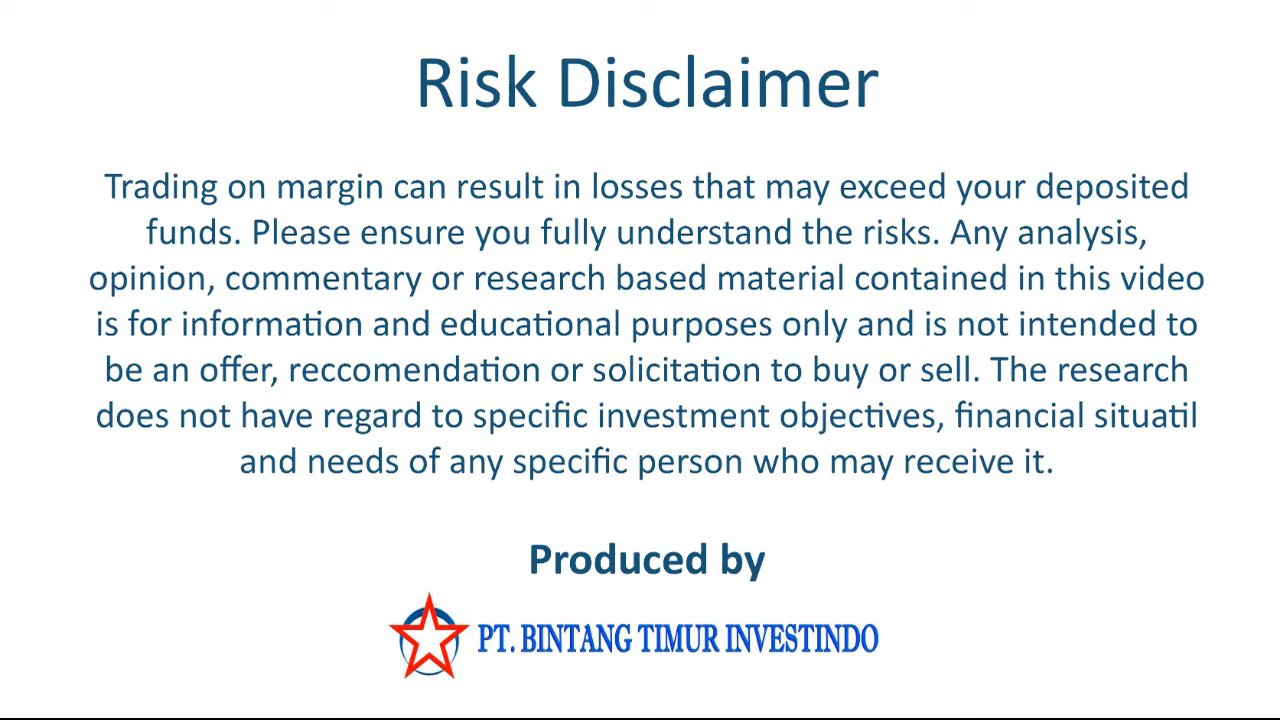 Risk Disclaimer
Trading on margin can result in losses that may exceed your deposited
funds. Please ensure you fully understand the risks. Any analysis,
opinion, commentary or research based material contained in this video
is for information and educational purposes only and is not intended to
be an offer, reccomendation or solicitation to buy or sell. The research
does not have regard to specific investment objectives, financial situatil
and needs of any specific person who may receive it.
Produced by
PT. BINTANG TIMUR INVESTINDO